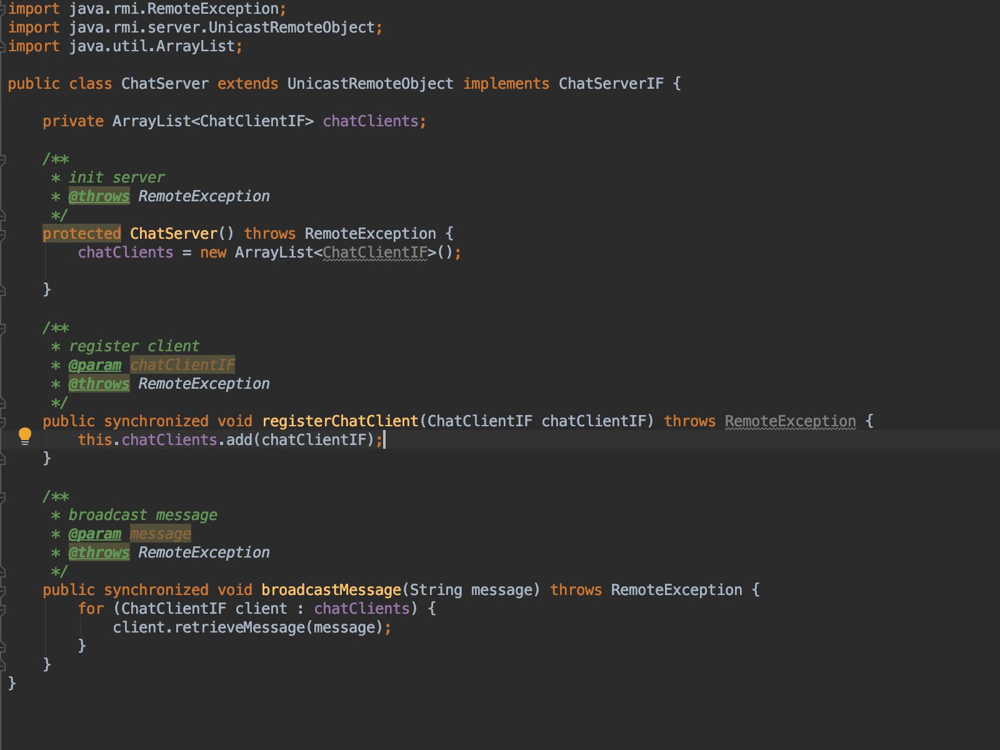 import java.rmi.RemoteException;
import java.rmi.server.UnicastRemoteObject;
import java.util.ArrayList;
public class ChatServer extends UnicastRemoteObject implements ChatServerIF {
private ArrayList<ChatClientIF> chatClients;
/**
* init server
* @throws RemoteException
*/
protected ChatServer() throws RemoteException {
chatClients = new ArrayList<ChatClientIF>();
}
/**
* register client
* @param chatClientIF
* @throws RemoteException
*/
public synchronized void registerChatClient(ChatClientIF chatClientIF) throws RemoteException {
this.chatClients.add(chatClientIF);
}
/**
* broadcast message
* @param message
* @throws RemoteException
*/
public synchronized void broadcastMessage(String message) throws RemoteException {
for (ChatClientIF client : chatClients) {
client.retrieveMessage(message);
}
}
}